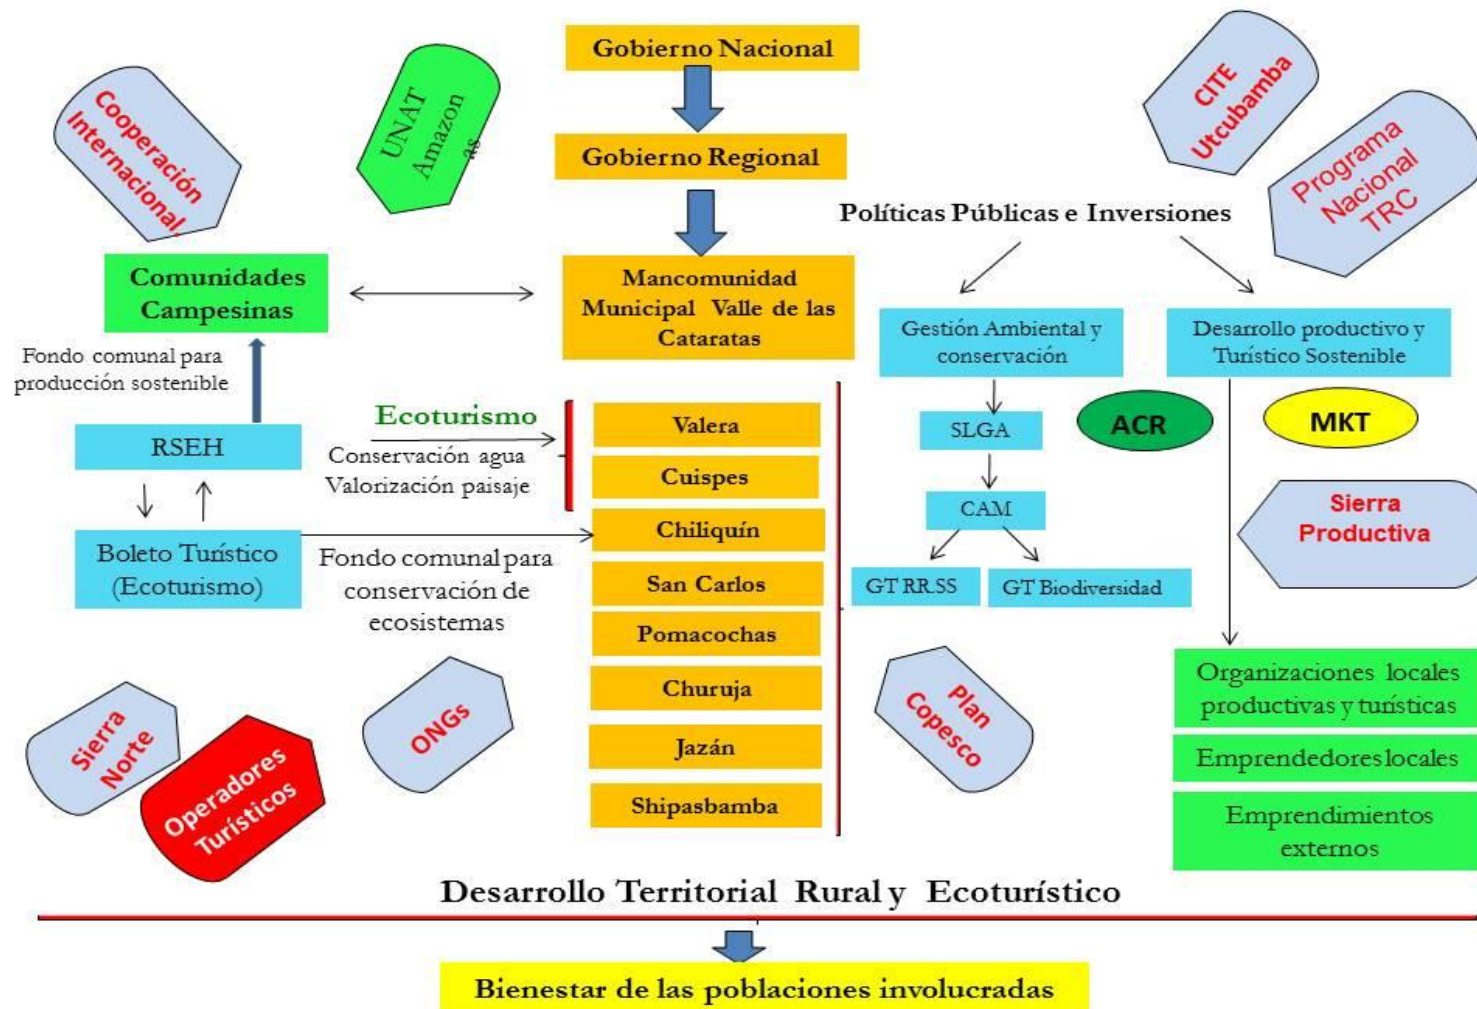 Gobierno Nacional
Cooperación
Internacional.
UNAT
Amazon
as
CITE
Utcubamba
Programa
Nacional
TRC
Gobierno Regional
Políticas Públicas e Inversiones
Comunidades
Campesinas
Mancomunidad
Municipal Valle de las
Cataratas
Gestión Ambiental y
conservación
Desarrollo productivo y
Turístico Sostenible
Fondo comunal para
producción sostenible
Ecoturismo
Conservación agua
Valorización paisaje
RSEH
Boleto Turístico
(Ecoturismo)
Fondo comunal para
conservación de
ecosistemas
Valera
Cuispes
Chiliquín
San Carlos
Pomacochas
Churuja
Jazán
Shipasbamba
SLGA
CAM
GT RR.SS
GT Biodiversidad
ACR
MKT
Sierra
Productiva
Sierra
Norte
Operadores
Turísticos
ONGs
Plan
Copesco
Organizaciones locales
productivas y turísticas
Emprendedores locales
Emprendimientos
externos
Desarrollo Territorial Rural y Ecoturístico
Bienestar de las poblaciones involucradas